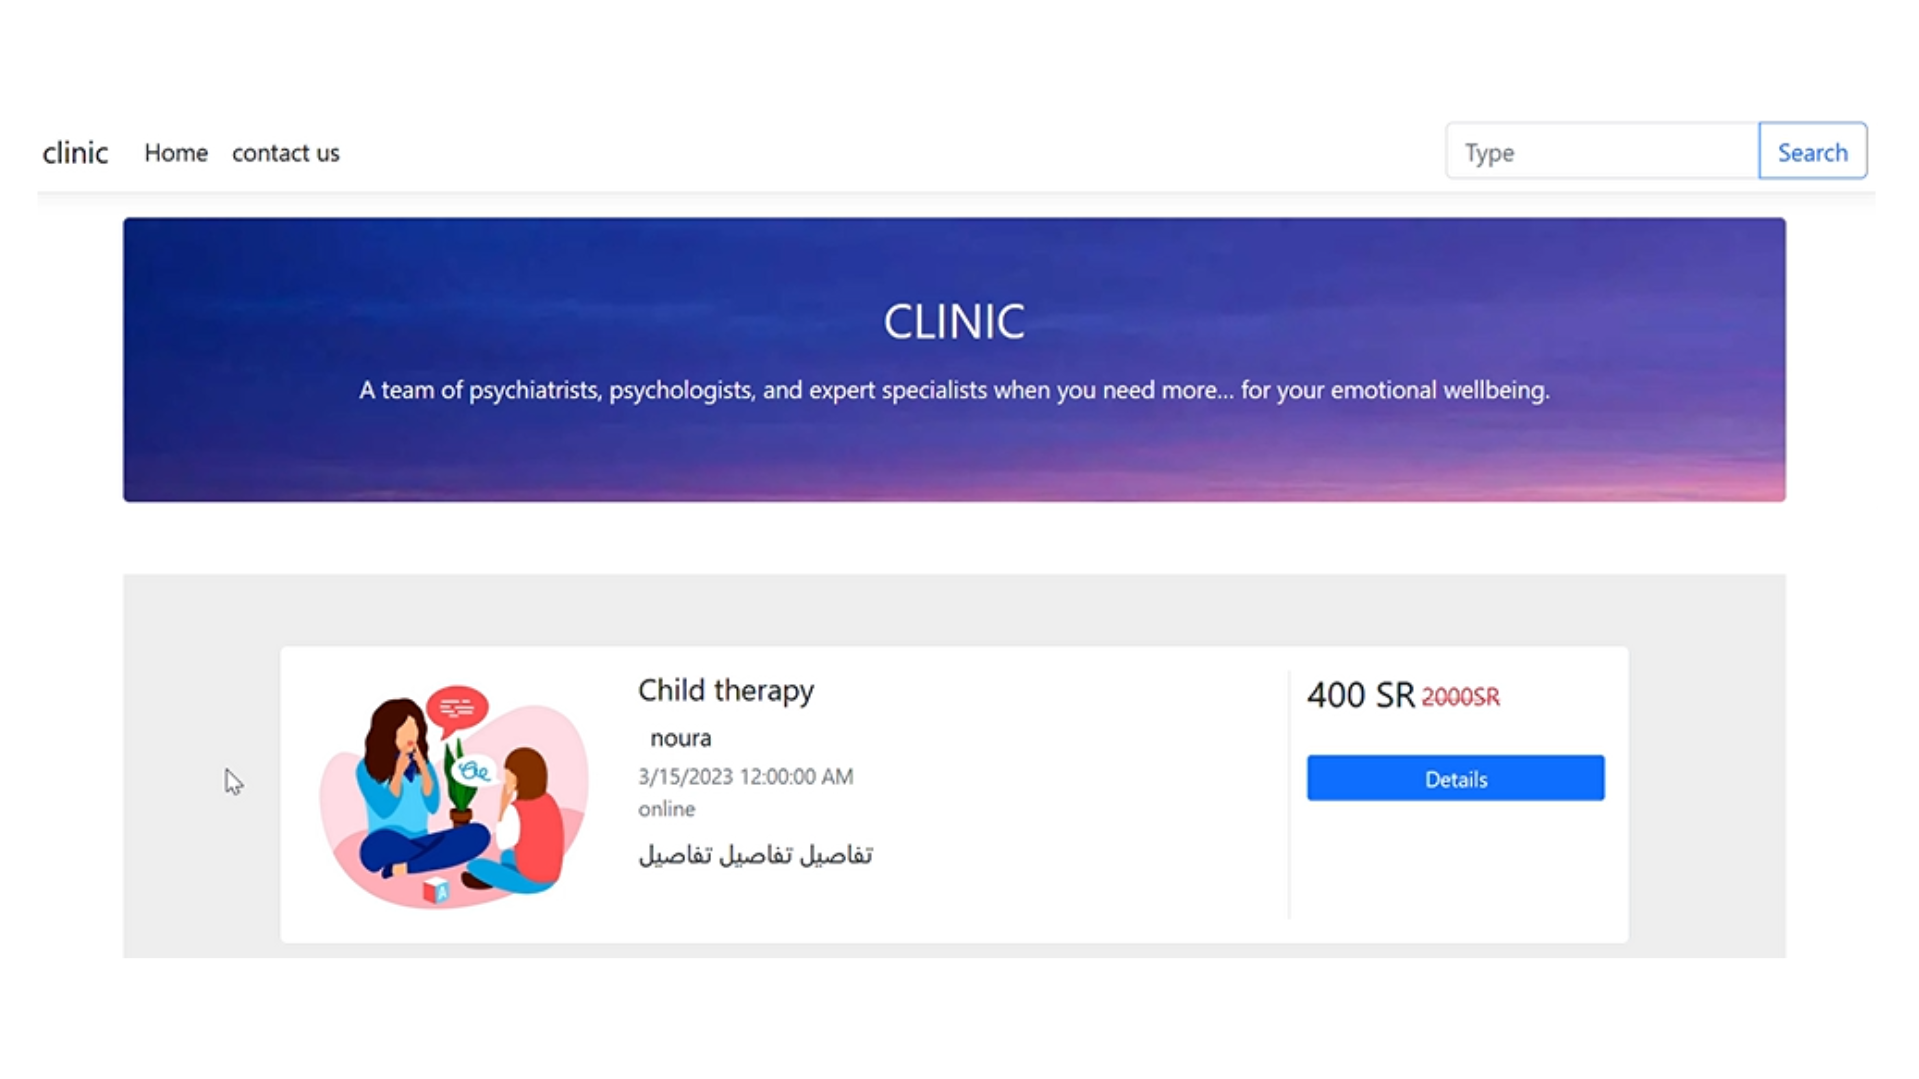 clinic Home contact us Type Search
CLINIC
A team of psychiatrists, psychologists, and expert specialists when you need more... for your emotional wellbeing.
Child therapy
noura
3/15/2023 12:00:00 AM
online
تفاصيل تفاصيل تفاصيل
400 SR 2000SR
Details
A